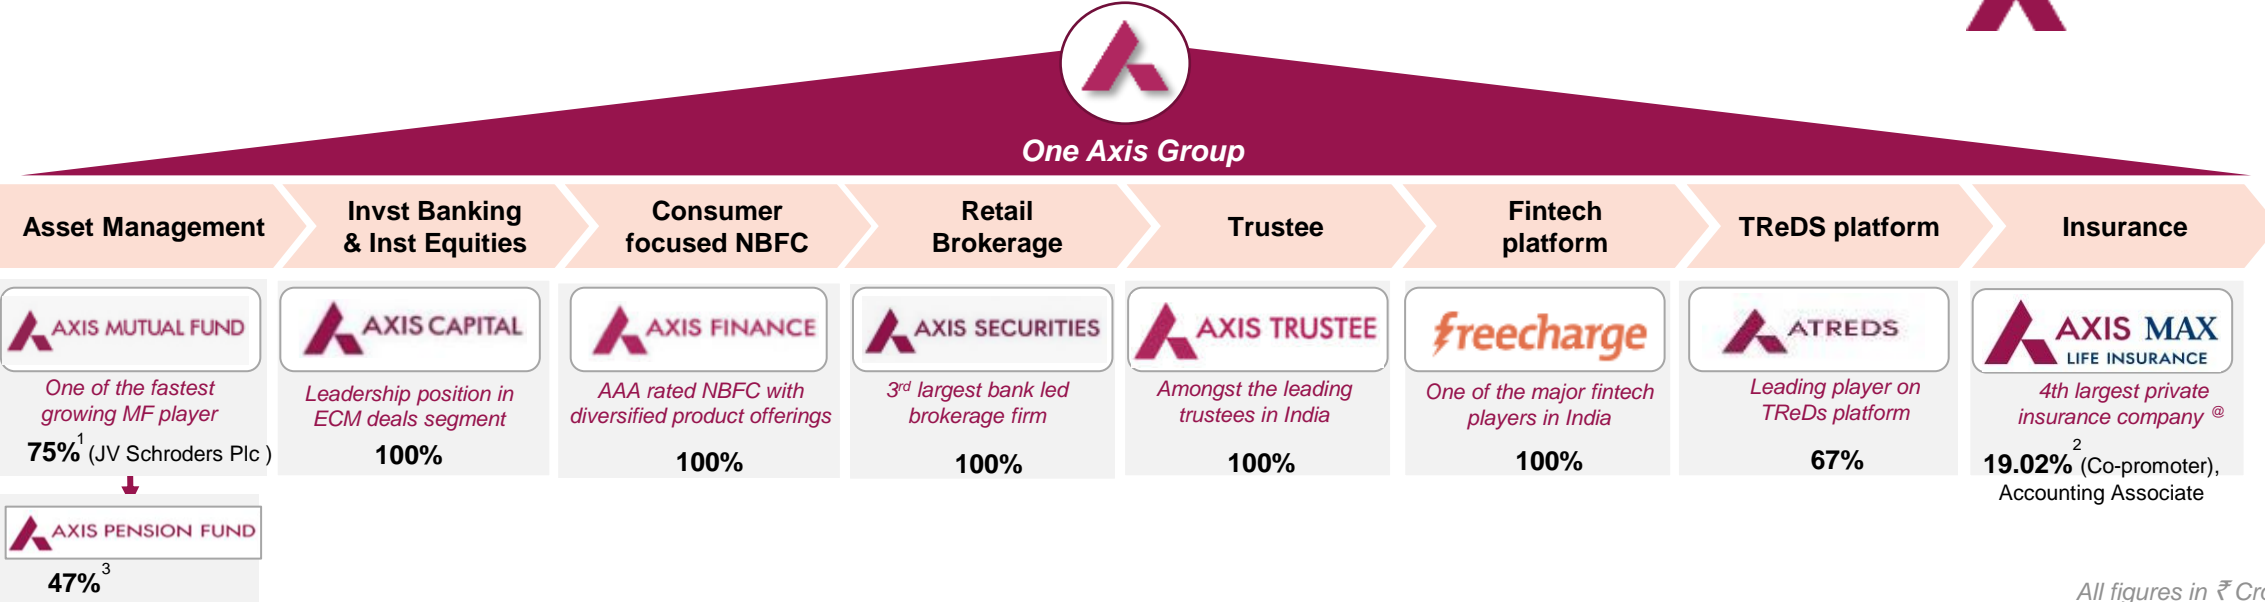 One Axis Group
Asset Management
Invst Banking
& Inst Equities
Consumer
focused NBFC
Retail
Brokerage
Trustee
Fintech
platform
TReDS platform
Insurance
AXIS MUTUAL FUND
One of the fastest
growing MF player
75%1 (JV Schroders Plc )
AXIS PENSION FUND
47%3
AXIS CAPITAL
Leadership position in
ECM deals segment
100%
AXIS FINANCE
AAA rated NBFC with
diversified product offerings
100%
AXIS SECURITIES
3rd largest bank led
brokerage firm
100%
AXIS TRUSTEE
Amongst the leading
trustees in India
100%
freecharge
One of the major fintech
players in India
100%
ATREDS
Leading player on
TReDs platform
67%
AXIS MAX
LIFE INSURANCE
4th largest private
insurance company @
19.02%2 (Co-promoter),
Accounting Associate
All figures in ₹